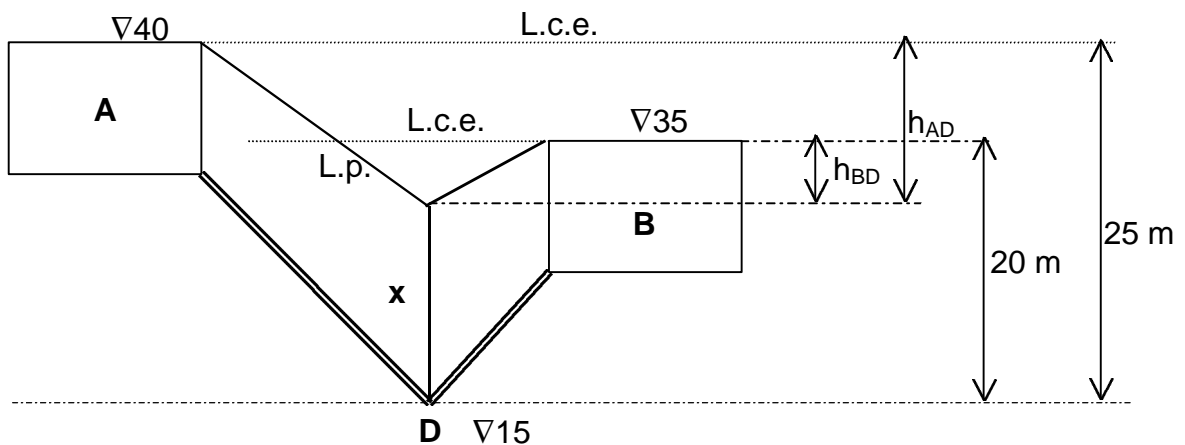 ∇40
L.c.e.
A
L.c.e.
∇35
h_AD
L.p.
h_BD
B
25 m
20 m
x
D ∇15